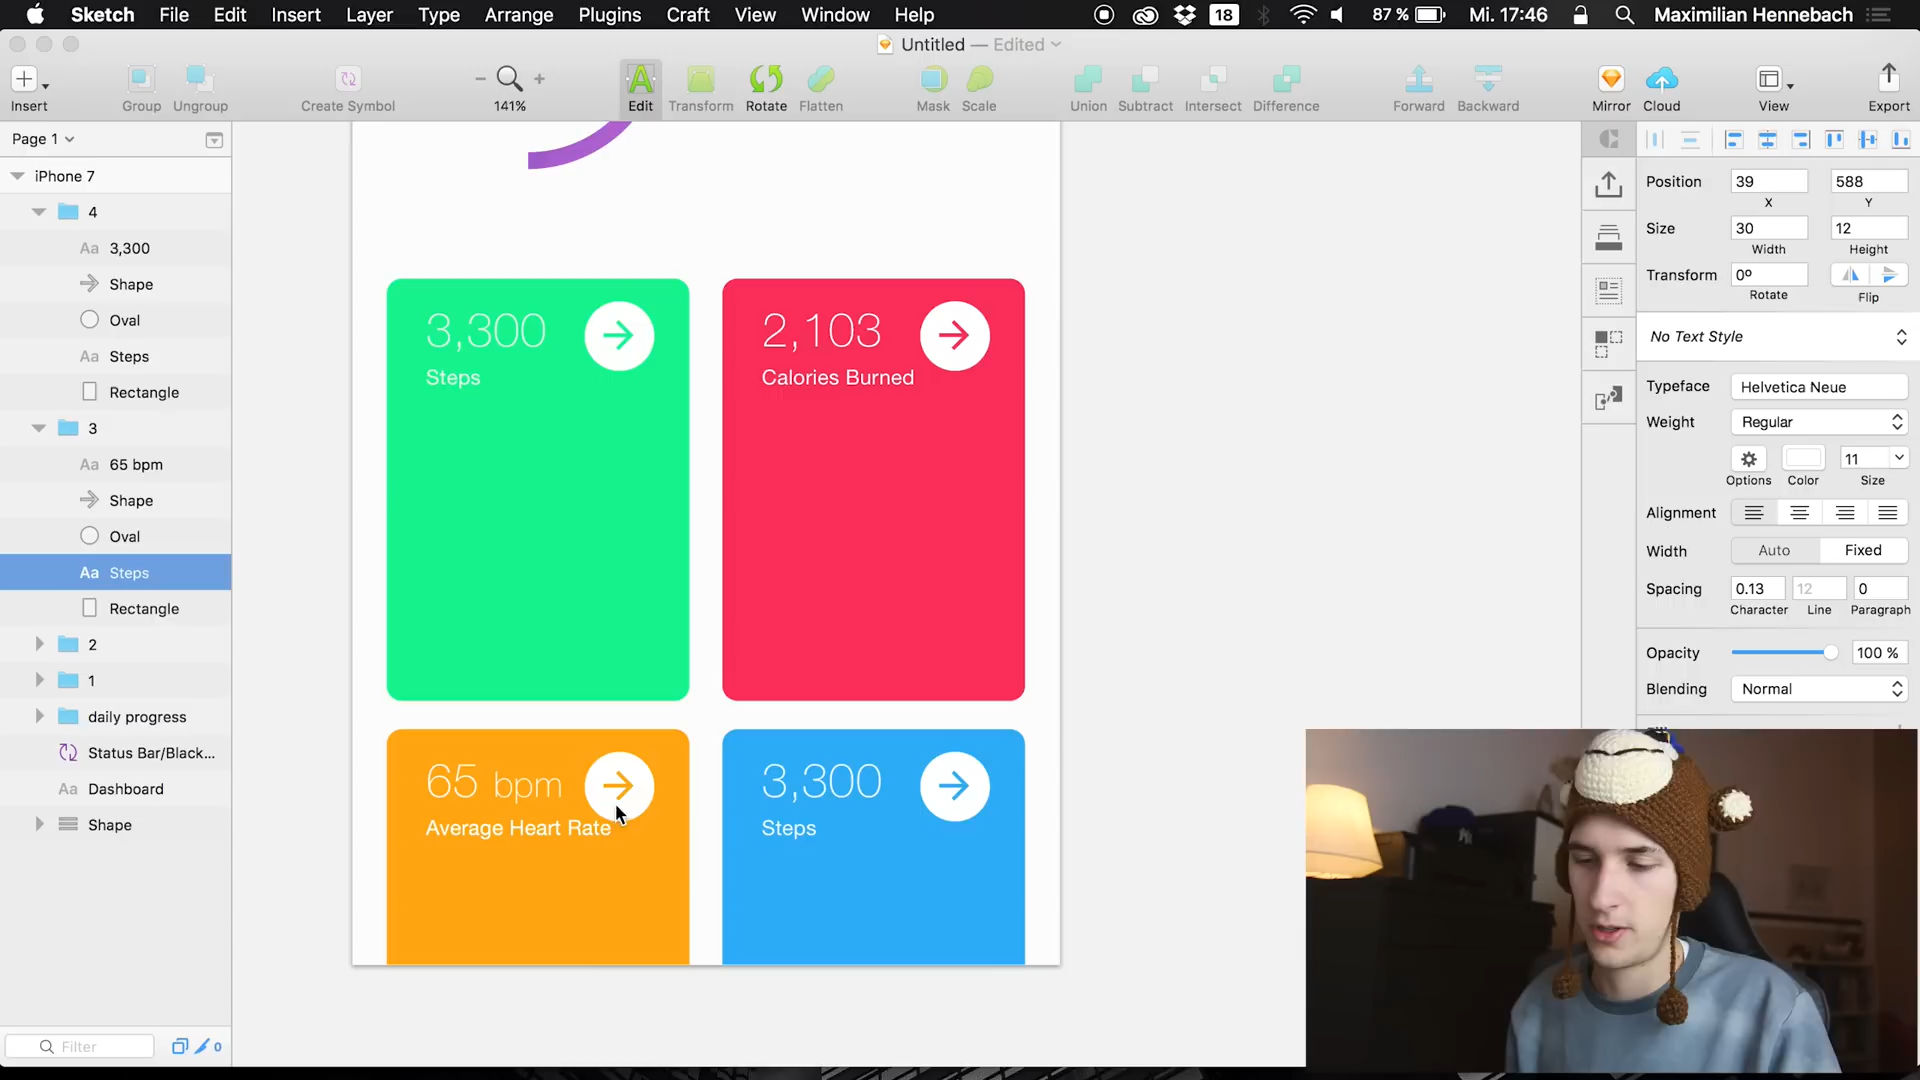 Sketch File Edit Insert Layer Type Arrange Plugins Craft View Window Help 18 87 % Mi. 17:46 Maximilian Hennebach
Untitled — Edited
Insert Group Ungroup Create Symbol 141% Edit Transform Rotate Flatten Mask Scale Union Subtract Intersect Difference Forward Backward Mirror Cloud View Export
Page 1
iPhone 7
4
Aa 3,300
Shape
Oval
Aa Steps
Rectangle
3
Aa 65 bpm
Shape
Oval
Aa Steps
Rectangle
2
1
daily progress
Status Bar/Black...
Aa Dashboard
Shape
Filter 0
3,300
Steps
2,103
Calories Burned
65 bpm
Average Heart Rate
3,300
Steps
Position 39 588
X Y
Size 30 12
Width Height
Transform 0º
Rotate Flip
No Text Style
Typeface Helvetica Neue
Weight Regular
11
Options Color Size
Alignment
Width Auto Fixed
Spacing 0.13 12 0
Character Line Paragraph
Opacity 100 %
Blending Normal